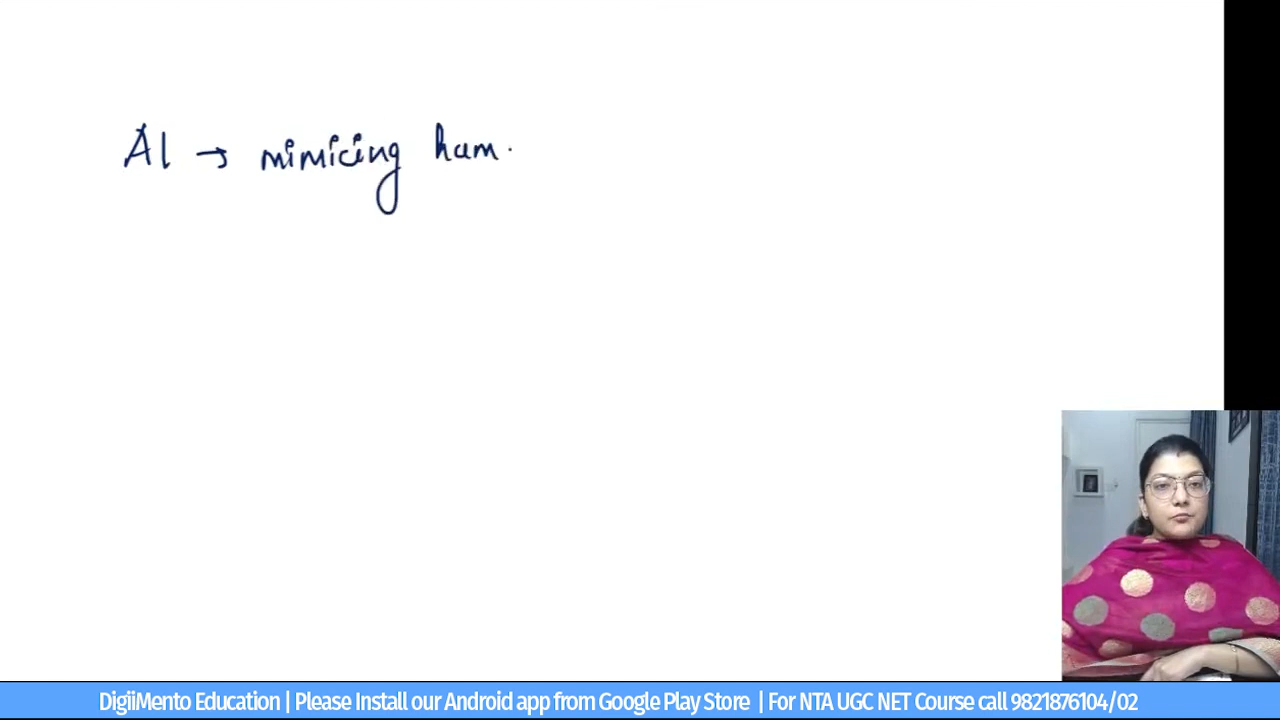 AI → mimicing hum.
DigiiMento Education | Please Install our Android app from Google Play Store | For NTA UGC NET Course call 9821876104/02